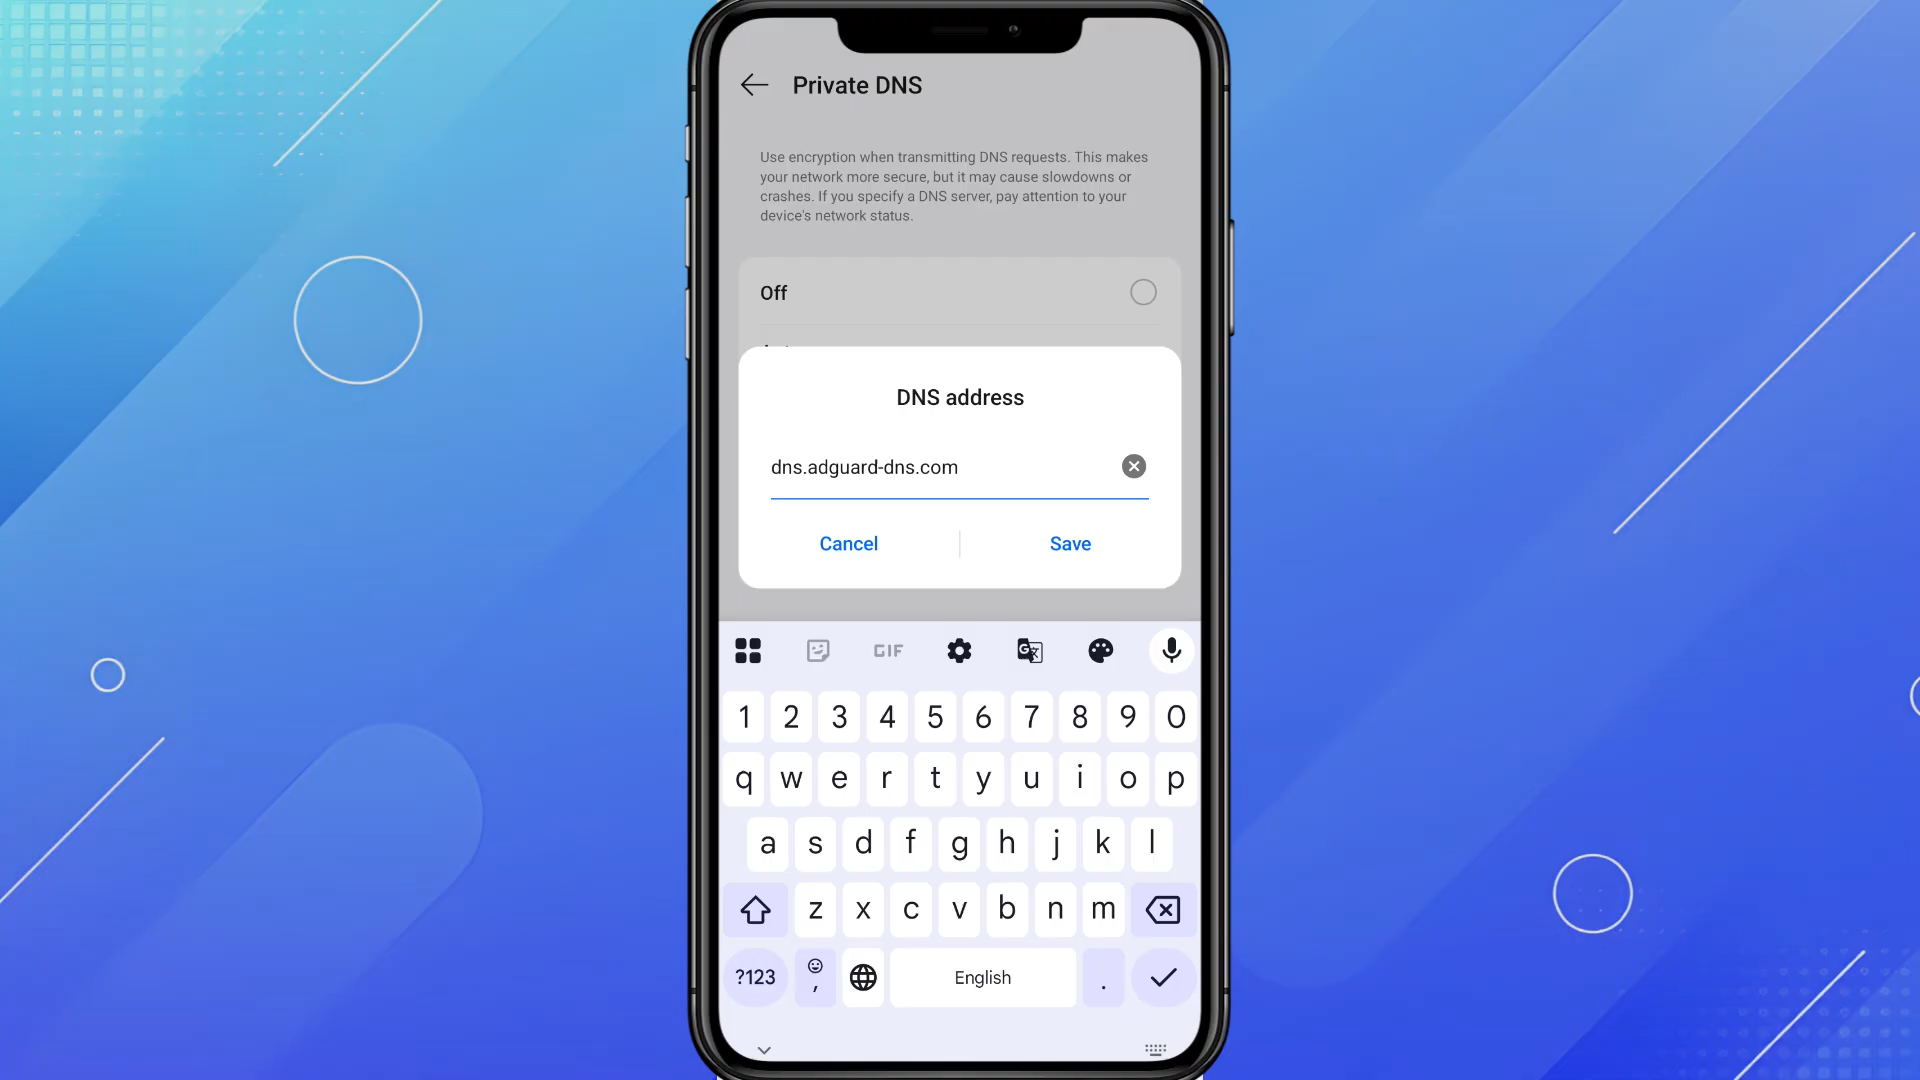 Private DNS
Use encryption when transmitting DNS requests. This makes
your network more secure, but it may cause slowdowns or
crashes. If you specify a DNS server, pay attention to your
device's network status.
Off
DNS address
dns.adguard-dns.com
Cancel
Save
GIF
1 2 3 4 5 6 7 8 9 0
q w e r t y u i o p
a s d f g h j k l
z x c v b n m
?123 , English .